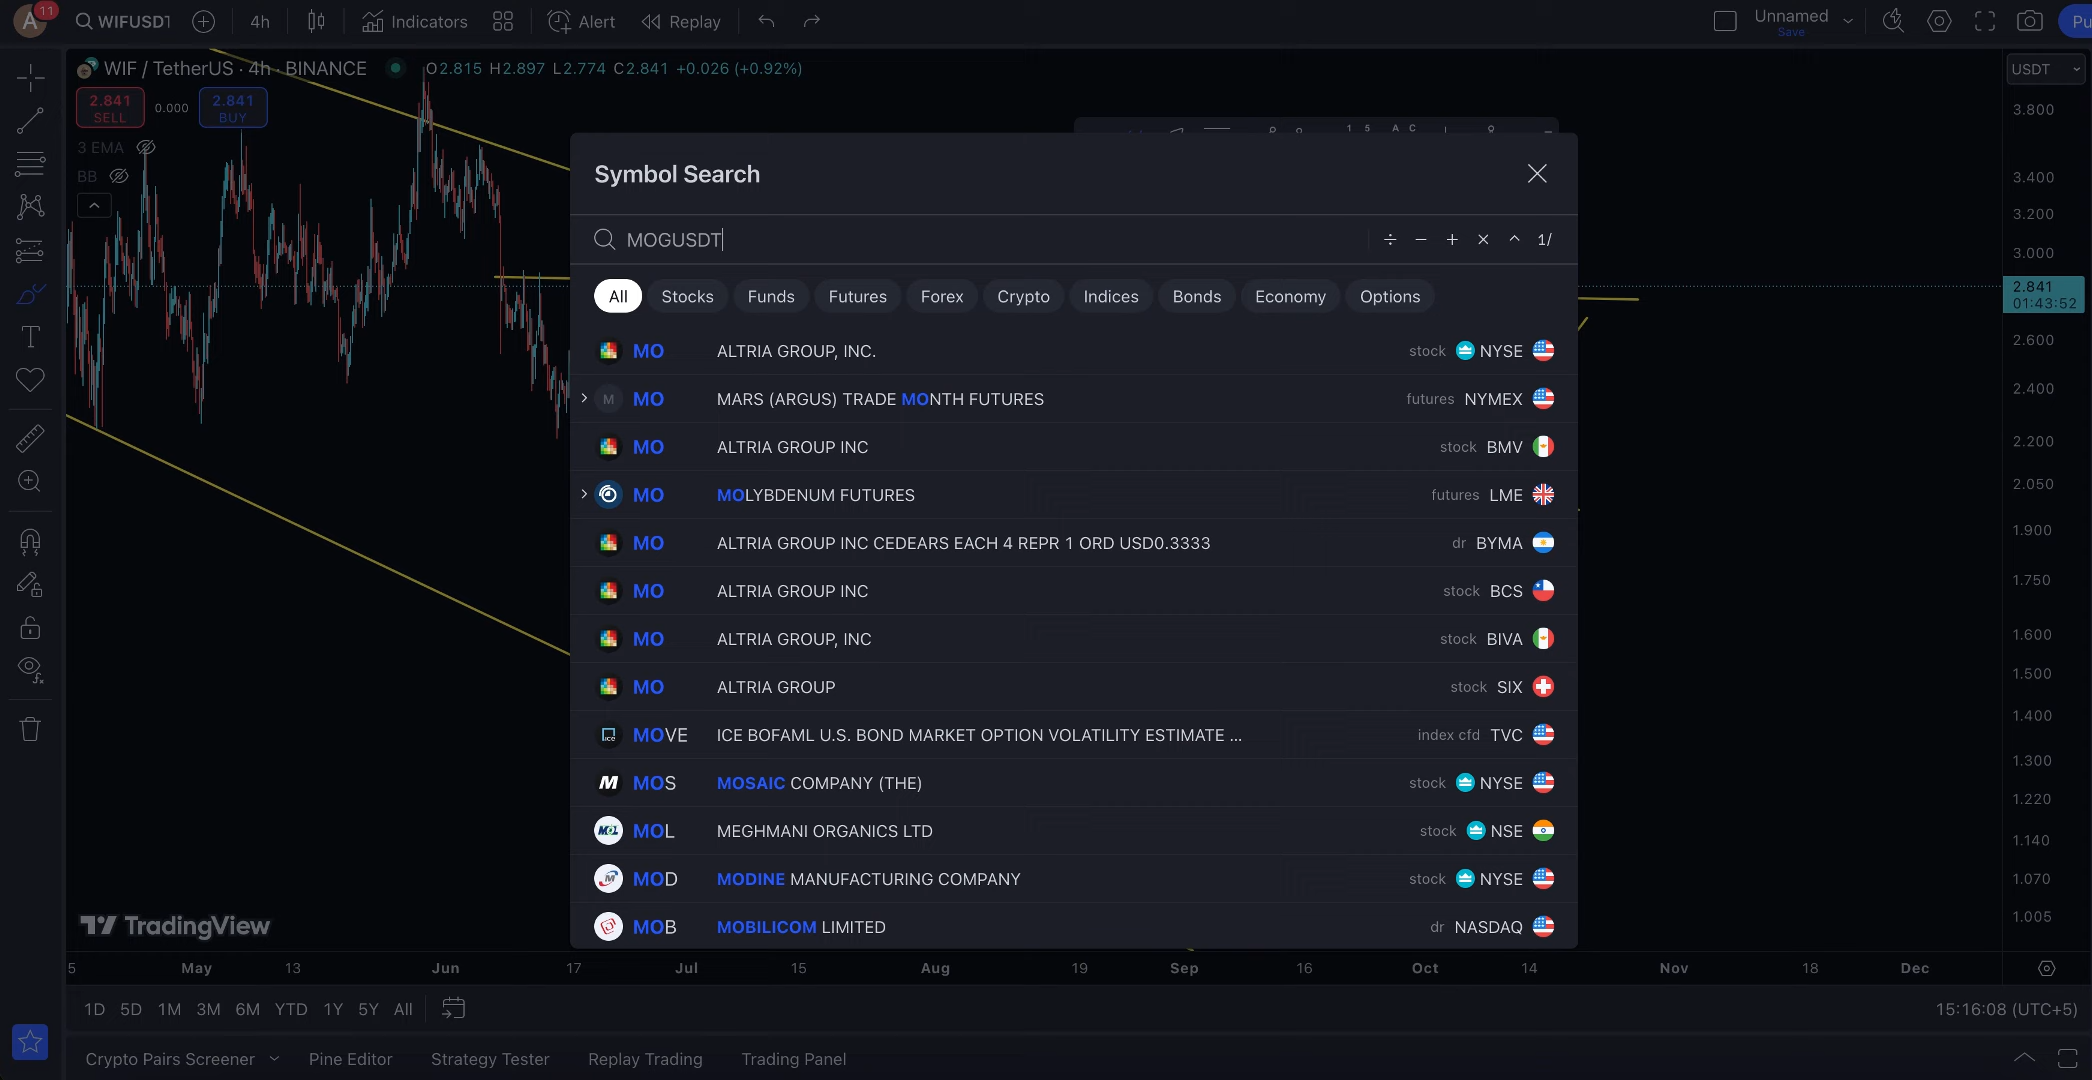 A 11 WIFUSDT 4h Indicators Alert Replay Unnamed Save Pu
WIF / TetherUS · 4h · BINANCE O2.815 H2.897 L2.774 C2.841 +0.026 (+0.92%) USDT
2.841 SELL 0.000 2.841 BUY
3 EMA
BB
Symbol Search
MOGUSDT ÷ − + × ^ 1/
All Stocks Funds Futures Forex Crypto Indices Bonds Economy Options
MO ALTRIA GROUP, INC. stock NYSE
M MO MARS (ARGUS) TRADE MONTH FUTURES futures NYMEX
MO ALTRIA GROUP INC stock BMV
MO MOLYBDENUM FUTURES futures LME
MO ALTRIA GROUP INC CEDEARS EACH 4 REPR 1 ORD USD0.3333 dr BYMA
MO ALTRIA GROUP INC stock BCS
MO ALTRIA GROUP, INC stock BIVA
MO ALTRIA GROUP stock SIX
ICE MOVE ICE BOFAML U.S. BOND MARKET OPTION VOLATILITY ESTIMATE ... index cfd TVC
M MOS MOSAIC COMPANY (THE) stock NYSE
MOL MOL MEGHMANI ORGANICS LTD stock NSE
M MOD MODINE MANUFACTURING COMPANY stock NYSE
MOB MOBILICOM LIMITED dr NASDAQ
3.800
3.400
3.200
3.000
2.841
01:43:52
2.600
2.400
2.200
2.050
1.900
1.750
1.600
1.500
1.400
1.300
1.220
1.140
1.070
1.005
TradingView
5 May 13 Jun 17 Jul 15 Aug 19 Sep 16 Oct 14 Nov 18 Dec
1D 5D 1M 3M 6M YTD 1Y 5Y All 15:16:08 (UTC+5)
Crypto Pairs Screener Pine Editor Strategy Tester Replay Trading Trading Panel